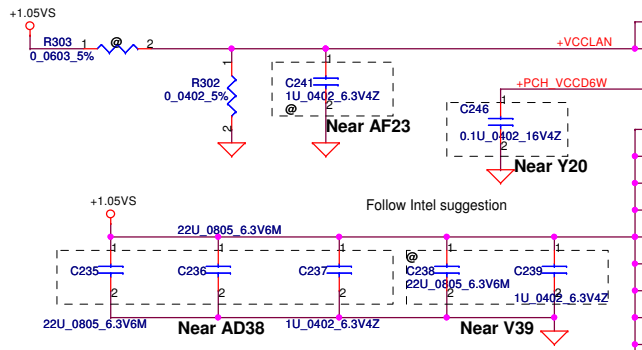 +1.05VS
R303
1
@
2
0_0603_5%
+VCCLAN
1
R302
0_0402_5%
2
1
C241
1U_0402_6.3V4Z
@
2
Near AF23
+PCH_VCCD6W
1
C246
0.1U_0402_16V4Z
2
Near Y20
+1.05VS
Follow Intel suggestion
22U_0805_6.3V6M
1
1
1
@
1
1
C235
C236
C237
C238
C239
22U_0805_6.3V6M
2
2
2
2
2
1U_0402_6.3V4Z
22U_0805_6.3V6M
Near AD38
1U_0402_6.3V4Z
Near V39